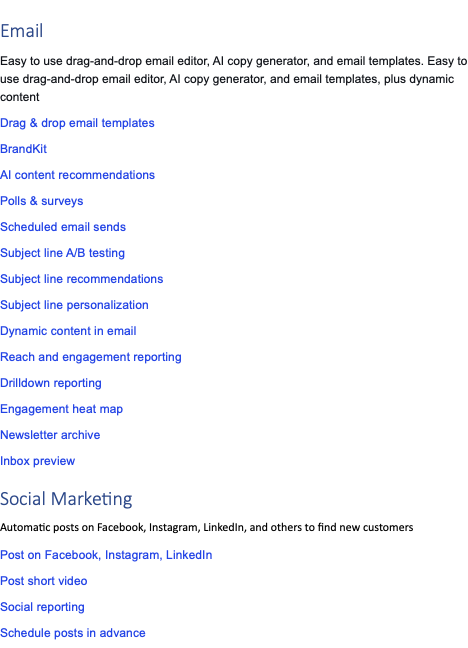 Email
Easy to use drag-and-drop email editor, AI copy generator, and email templates. Easy to
use drag-and-drop email editor, AI copy generator, and email templates, plus dynamic
content
Drag & drop email templates
BrandKit
AI content recommendations
Polls & surveys
Scheduled email sends
Subject line A/B testing
Subject line recommendations
Subject line personalization
Dynamic content in email
Reach and engagement reporting
Drilldown reporting
Engagement heat map
Newsletter archive
Inbox preview
Social Marketing
Automatic posts on Facebook, Instagram, LinkedIn, and others to find new customers
Post on Facebook, Instagram, LinkedIn
Post short video
Social reporting
Schedule posts in advance